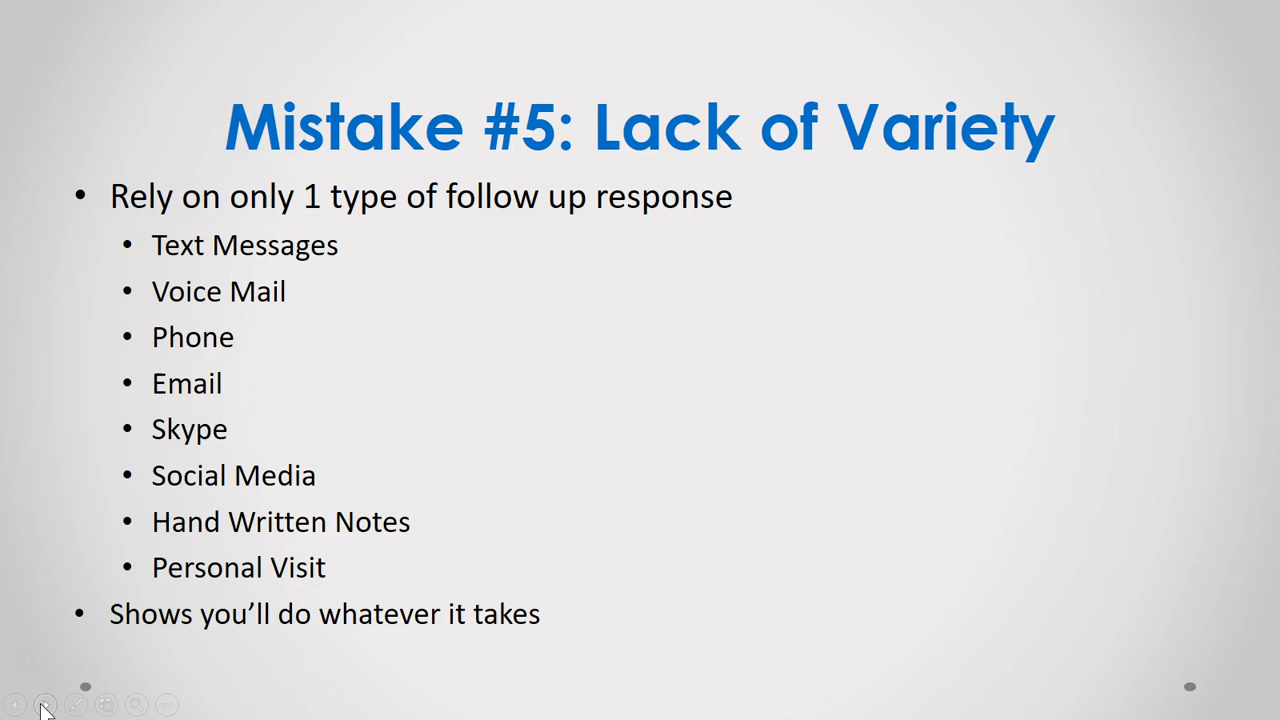 Mistake #5: Lack of Variety
• Rely on only 1 type of follow up response
• Text Messages
• Voice Mail
• Phone
• Email
• Skype
• Social Media
• Hand Written Notes
• Personal Visit
• Shows you’ll do whatever it takes